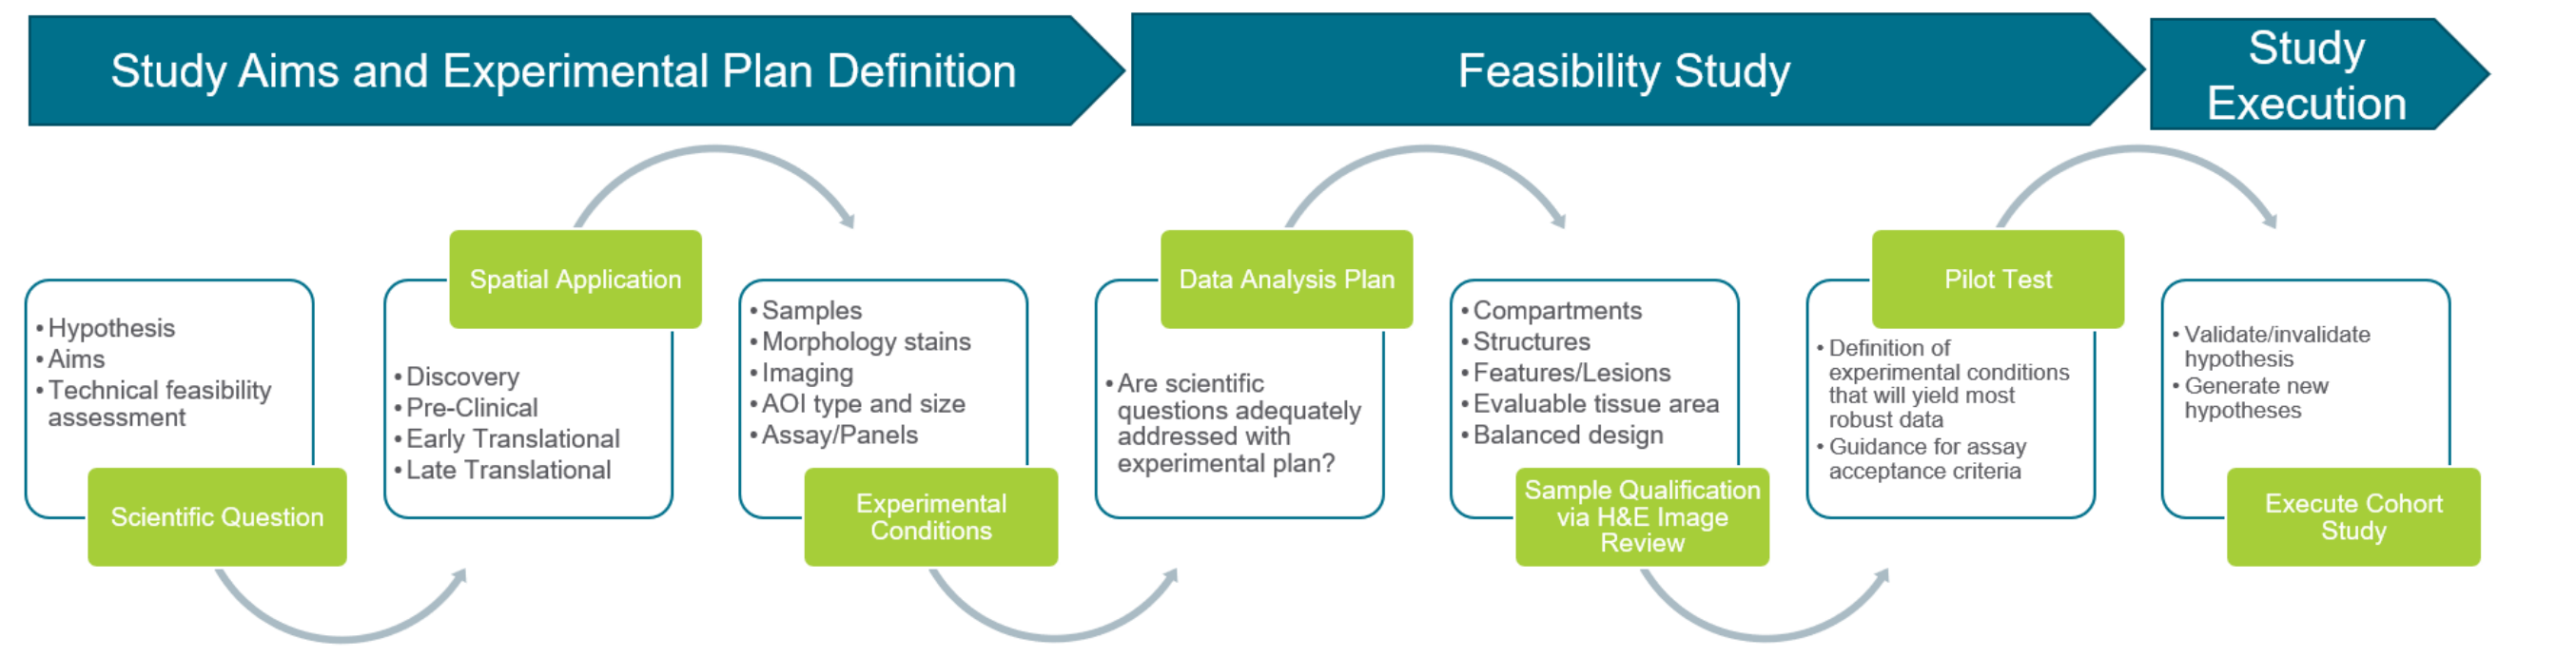 Study Aims and Experimental Plan Definition
Feasibility Study
Study
Execution
• Hypothesis
• Aims
• Technical feasibility
assessment
Scientific Question
Spatial Application
• Discovery
• Pre-Clinical
• Early Translational
• Late Translational
• Samples
• Morphology stains
• Imaging
• AOI type and size
• Assay/Panels
Experimental
Conditions
Data Analysis Plan
• Are scientific
questions adequately
addressed with
experimental plan?
• Compartments
• Structures
• Features/Lesions
• Evaluable tissue area
• Balanced design
Sample Qualification
via H&E Image
Review
Pilot Test
• Definition of
experimental conditions
that will yield most
robust data
• Guidance for assay
acceptance criteria
• Validate/invalidate
hypothesis
• Generate new
hypotheses
Execute Cohort
Study